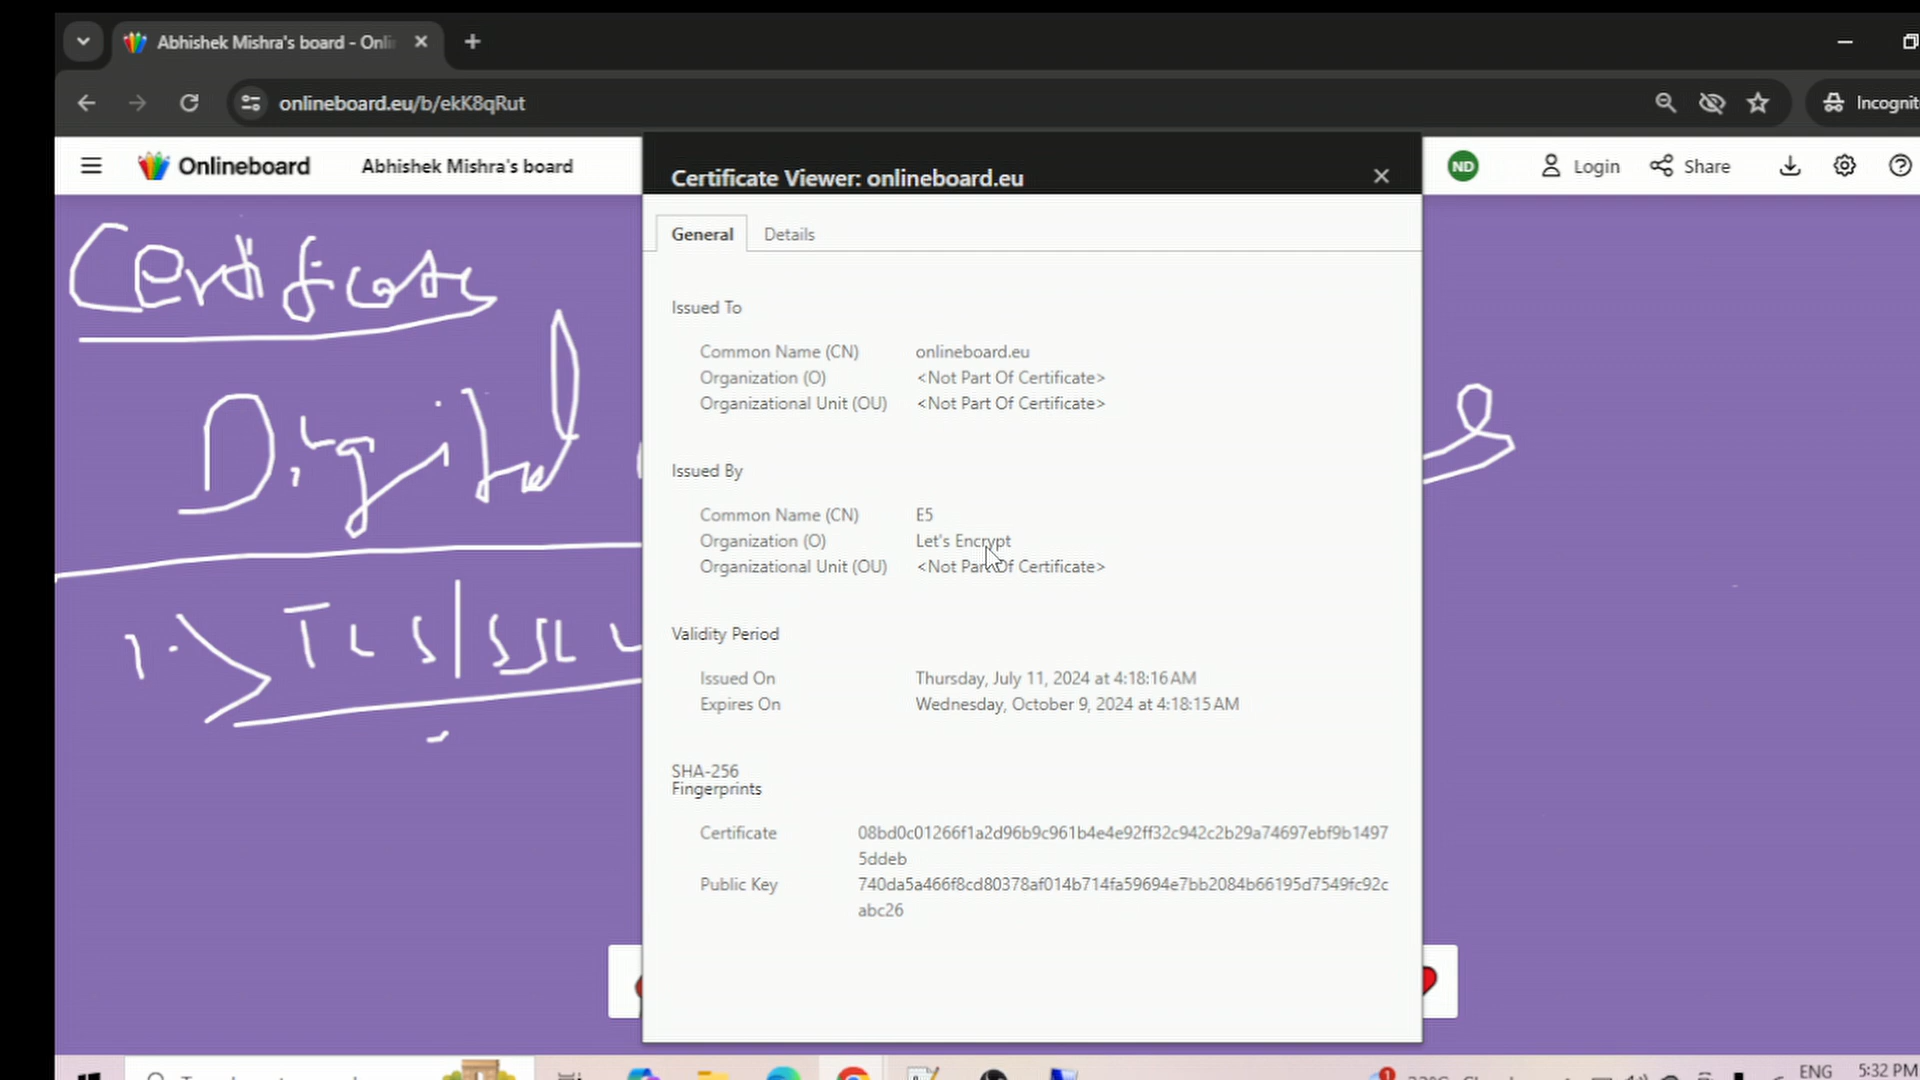 Abhishek Mishra's board - Onli
onlineboard.eu/b/ekK8qRut
Incognit
Onlineboard
Abhishek Mishra's board
ND
Login
Share
Certificate Viewer: onlineboard.eu
General
Details
Issued To
Common Name (CN) onlineboard.eu
Organization (O) <Not Part Of Certificate>
Organizational Unit (OU) <Not Part Of Certificate>
Issued By
Common Name (CN) E5
Organization (O) Let's Encrypt
Organizational Unit (OU) <Not Part Of Certificate>
Validity Period
Issued On Thursday, July 11, 2024 at 4:18:16 AM
Expires On Wednesday, October 9, 2024 at 4:18:15 AM
SHA-256
Fingerprints
Certificate 08bd0c01266f1a2d96b9c961b4e4e92ff32c942c2b29a74697ebf9b1497
5ddeb
Public Key 740da5a466f8cd80378af014b714fa59694e7bb2084b66195d7549fc92c
abc26
Certificate
Digital
1. TLS/SSL
ENG
5:32 PM